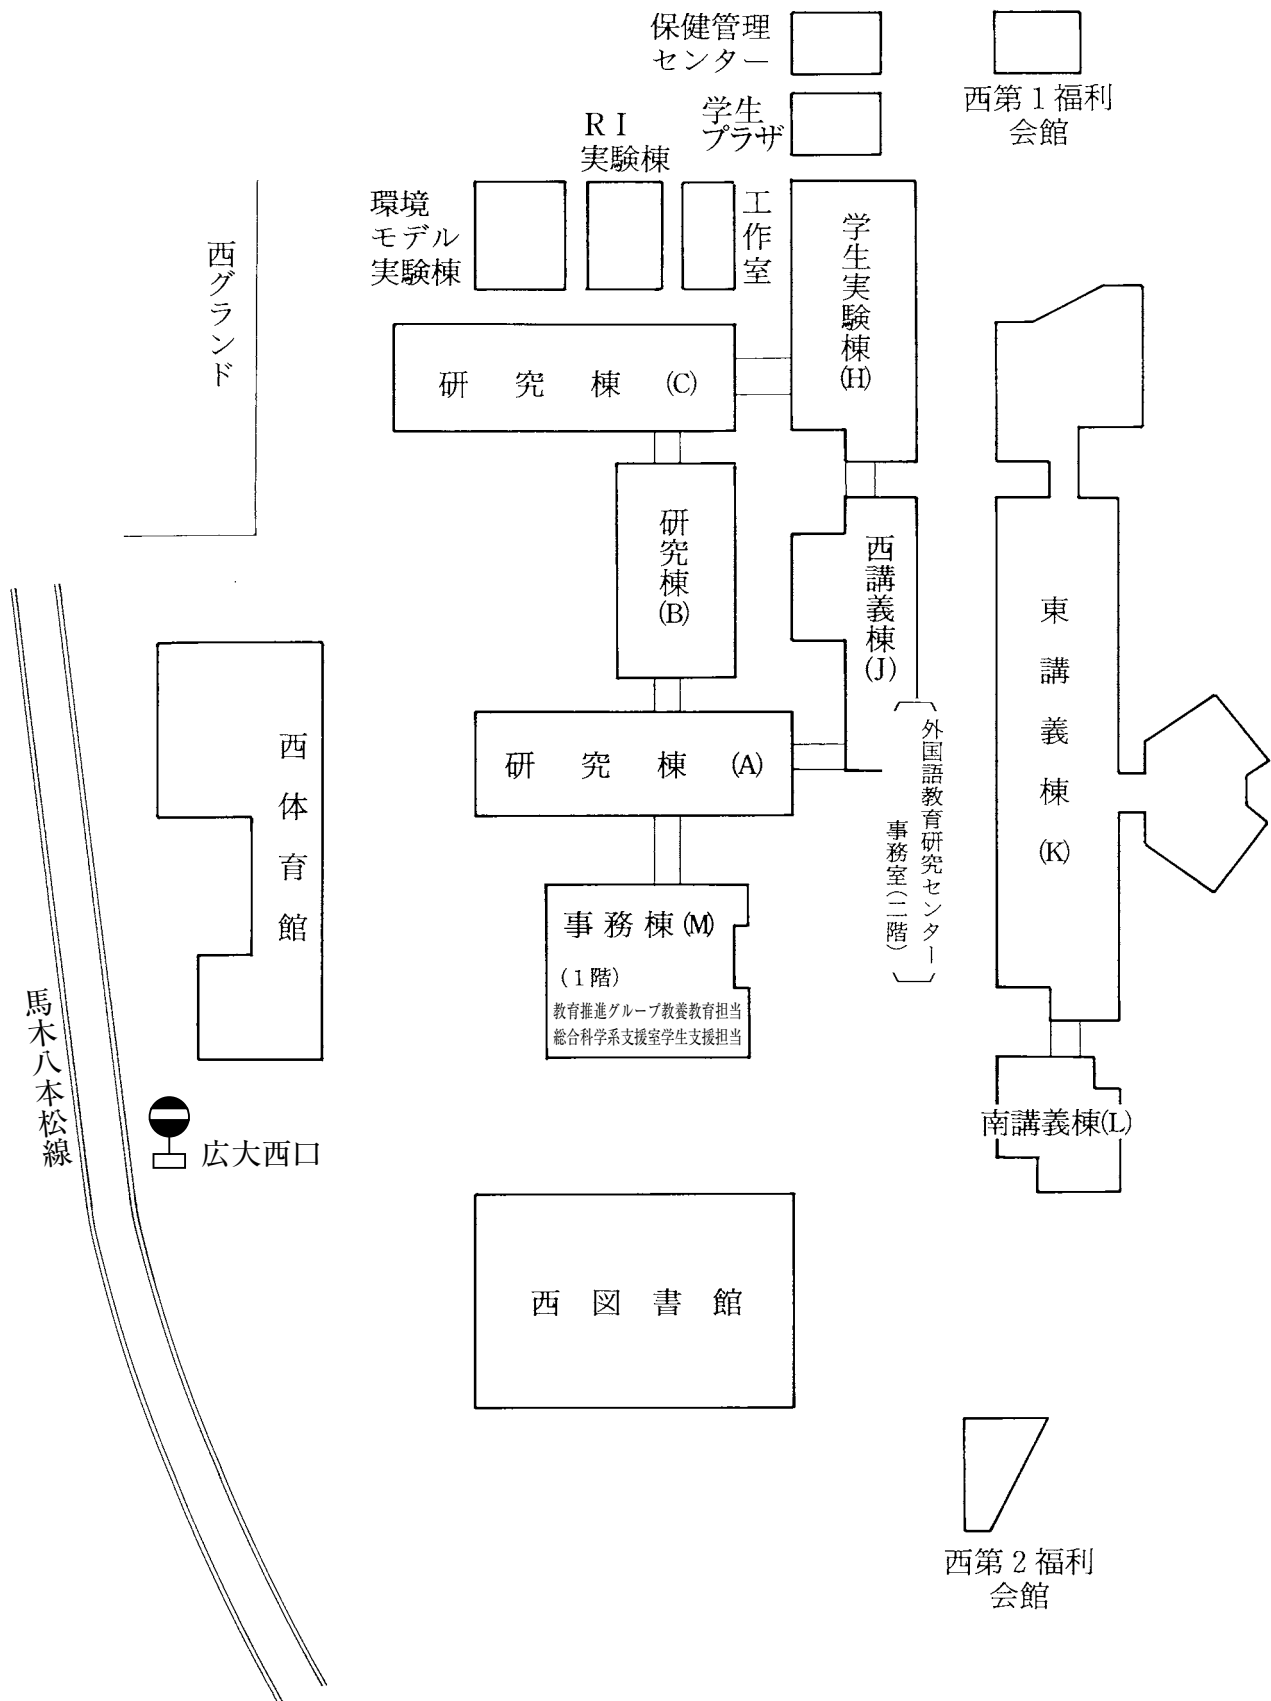 保健管理
センター
西第1福利
会館
学生
プラザ
RI
実験棟
環境
モデル
実験棟
工作室
学生実験棟(H)
西グランド
研究棟(C)
研究棟(B)
西講義棟(J)
東講義棟(K)
研究棟(A)
外国語教育研究センター
事務室(二階)
西体育館
事務棟(M)
(1階)
教育推進グループ教養教育担当
総合科学系支援室学生支援担当
馬木八本松線
広大西口
南講義棟(L)
西図書館
西第2福利
会館